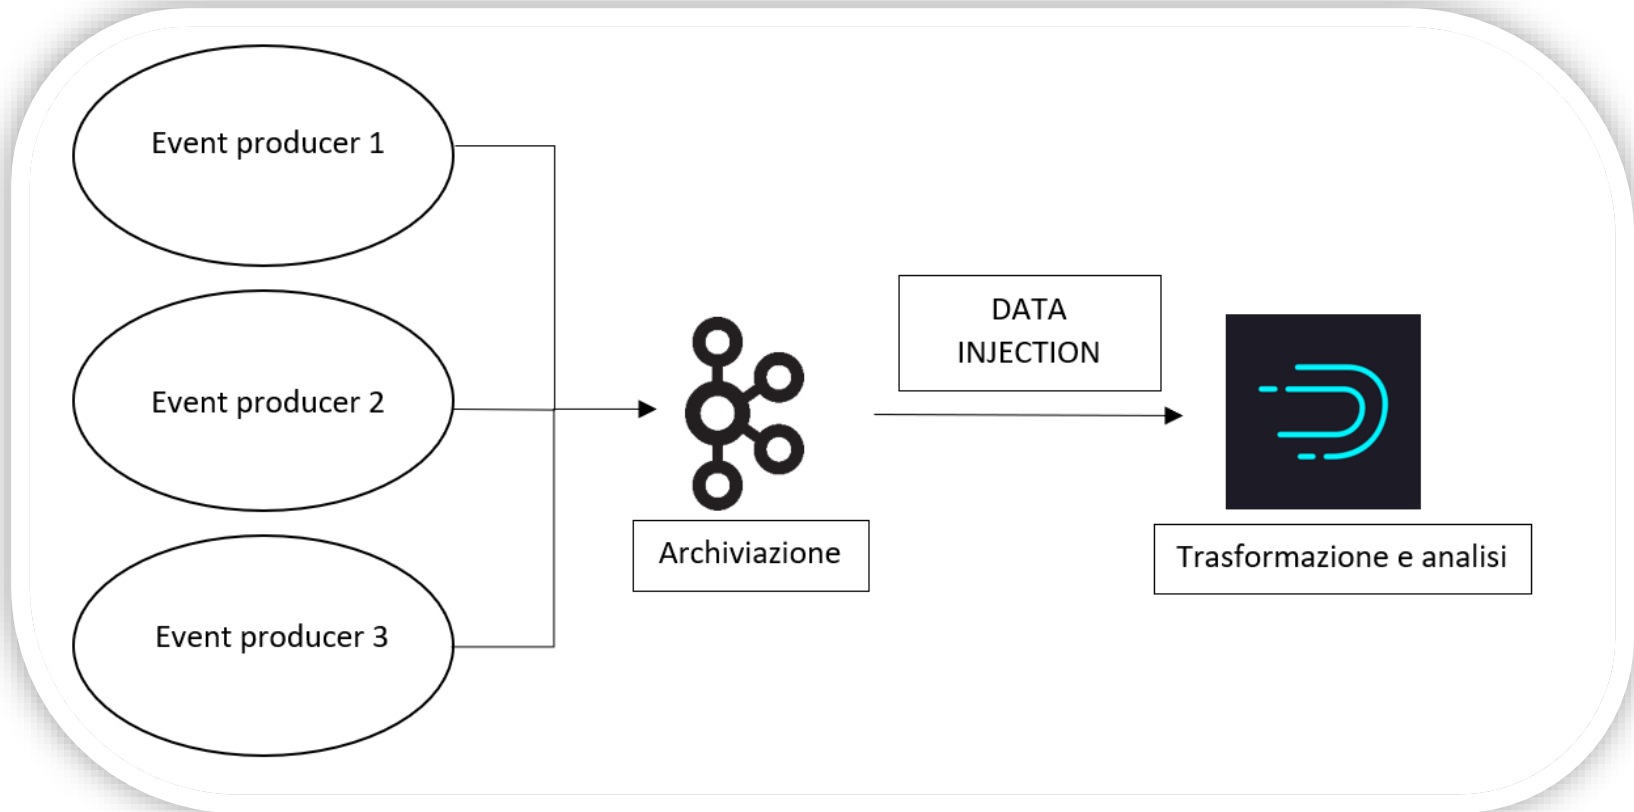 Event producer 1
Event producer 2
Event producer 3
Archiviazione
DATA
INJECTION
Trasformazione e analisi